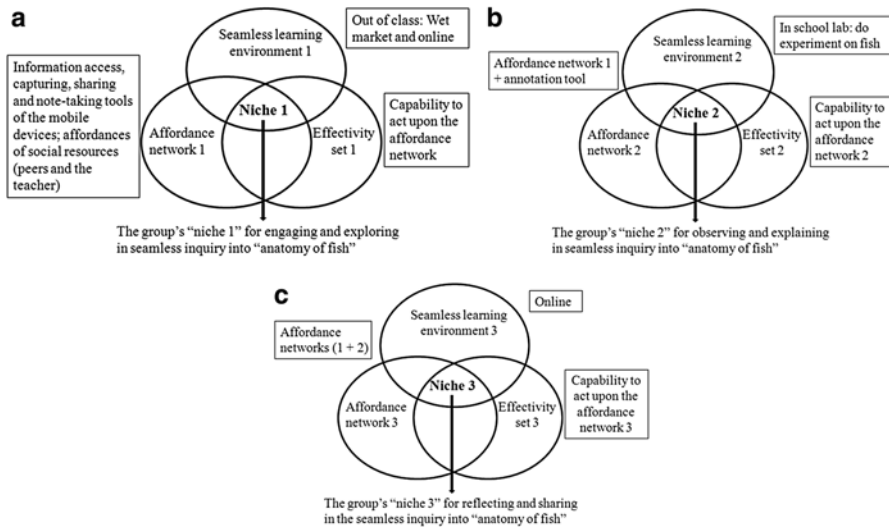 a
Out of class: Wet
market and online
Seamless learning
environment 1
Information access,
capturing, sharing
and note-taking tools
of the mobile
devices; affordances
of social resources
(peers and the
teacher)
Niche 1
Affordance
network 1
Effectivity
set 1
Capability to
act upon the
affordance
network
The group's “niche 1” for engaging and exploring
in seamless inquiry into “anatomy of fish”
b
In school lab: do
experiment on fish
Seamless learning
environment 2
Affordance network 1
+ annotation tool
Niche 2
Affordance
network 2
Effectivity
set 2
Capability to
act upon the
affordance
network 2
The group's “niche 2” for observing and explaining
in seamless inquiry into “anatomy of fish”
c
Online
Seamless learning
environment 3
Affordance
networks (1 + 2)
Niche 3
Affordance
network 3
Effectivity
set 3
Capability to
act upon the
affordance
network 3
The group's “niche 3” for reflecting and sharing
in the seamless inquiry into “anatomy of fish”